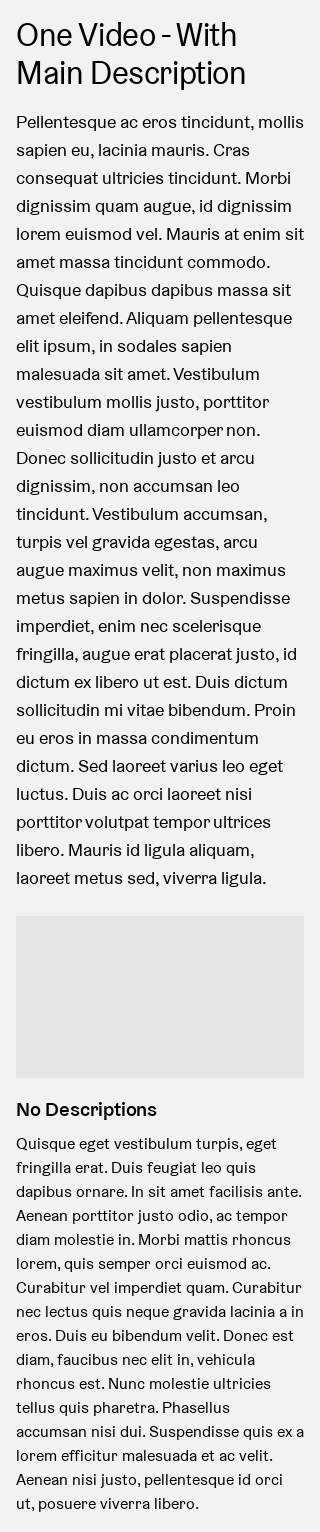 One Video - With
Main Description
Pellentesque ac eros tincidunt, mollis
sapien eu, lacinia mauris. Cras
consequat ultricies tincidunt. Morbi
dignissim quam augue, id dignissim
lorem euismod vel. Mauris at enim sit
amet massa tincidunt commodo.
Quisque dapibus dapibus massa sit
amet eleifend. Aliquam pellentesque
elit ipsum, in sodales sapien
malesuada sit amet. Vestibulum
vestibulum mollis justo, porttitor
euismod diam ullamcorper non.
Donec sollicitudin justo et arcu
dignissim, non accumsan leo
tincidunt. Vestibulum accumsan,
turpis vel gravida egestas, arcu
augue maximus velit, non maximus
metus sapien in dolor. Suspendisse
imperdiet, enim nec scelerisque
fringilla, augue erat placerat justo, id
dictum ex libero ut est. Duis dictum
sollicitudin mi vitae bibendum. Proin
eu eros in massa condimentum
dictum. Sed laoreet varius leo eget
luctus. Duis ac orci laoreet nisi
porttitor volutpat tempor ultrices
libero. Mauris id ligula aliquam,
laoreet metus sed, viverra ligula.
No Descriptions
Quisque eget vestibulum turpis, eget
fringilla erat. Duis feugiat leo quis
dapibus ornare. In sit amet facilisis ante.
Aenean porttitor justo odio, ac tempor
diam molestie in. Morbi mattis rhoncus
lorem, quis semper orci euismod ac.
Curabitur vel imperdiet quam. Curabitur
nec lectus quis neque gravida lacinia a in
eros. Duis eu bibendum velit. Donec est
diam, faucibus nec elit in, vehicula
rhoncus est. Nunc molestie ultricies
tellus quis pharetra. Phasellus
accumsan nisi dui. Suspendisse quis ex a
lorem efficitur malesuada et ac velit.
Aenean nisi justo, pellentesque id orci
ut, posuere viverra libero.